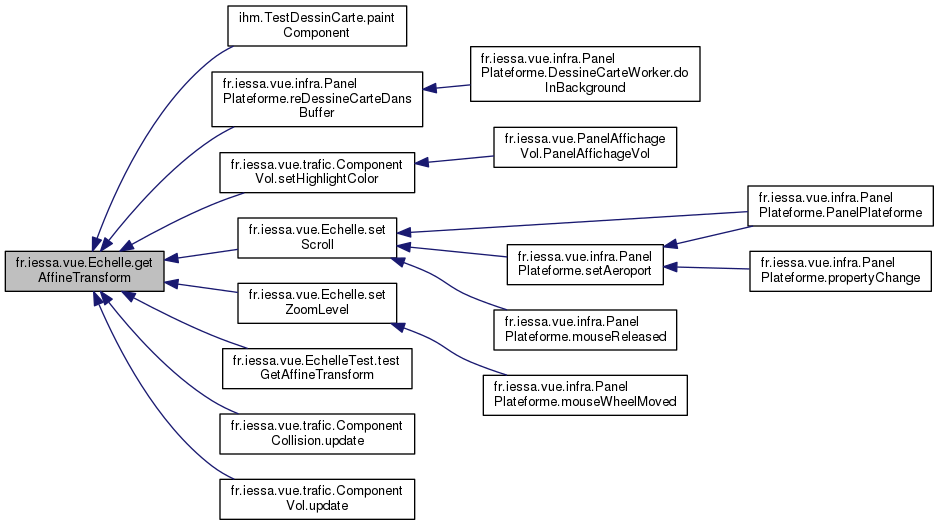 ihm.TestDessinCarte.paint
Component
fr.iessa.vue.infra.Panel
Plateforme.reDessineCarteDans
Buffer
fr.iessa.vue.infra.Panel
Plateforme.DessineCarteWorker.do
InBackground
fr.iessa.vue.trafic.Component
Vol.setHighlightColor
fr.iessa.vue.PanelAffichage
Vol.PanelAffichageVol
fr.iessa.vue.Echelle.get
AffineTransform
fr.iessa.vue.Echelle.set
Scroll
fr.iessa.vue.infra.Panel
Plateforme.PanelPlateforme
fr.iessa.vue.infra.Panel
Plateforme.setAeroport
fr.iessa.vue.infra.Panel
Plateforme.propertyChange
fr.iessa.vue.infra.Panel
Plateforme.mouseReleased
fr.iessa.vue.Echelle.set
ZoomLevel
fr.iessa.vue.infra.Panel
Plateforme.mouseWheelMoved
fr.iessa.vue.EchelleTest.test
GetAffineTransform
fr.iessa.vue.trafic.Component
Collision.update
fr.iessa.vue.trafic.Component
Vol.update